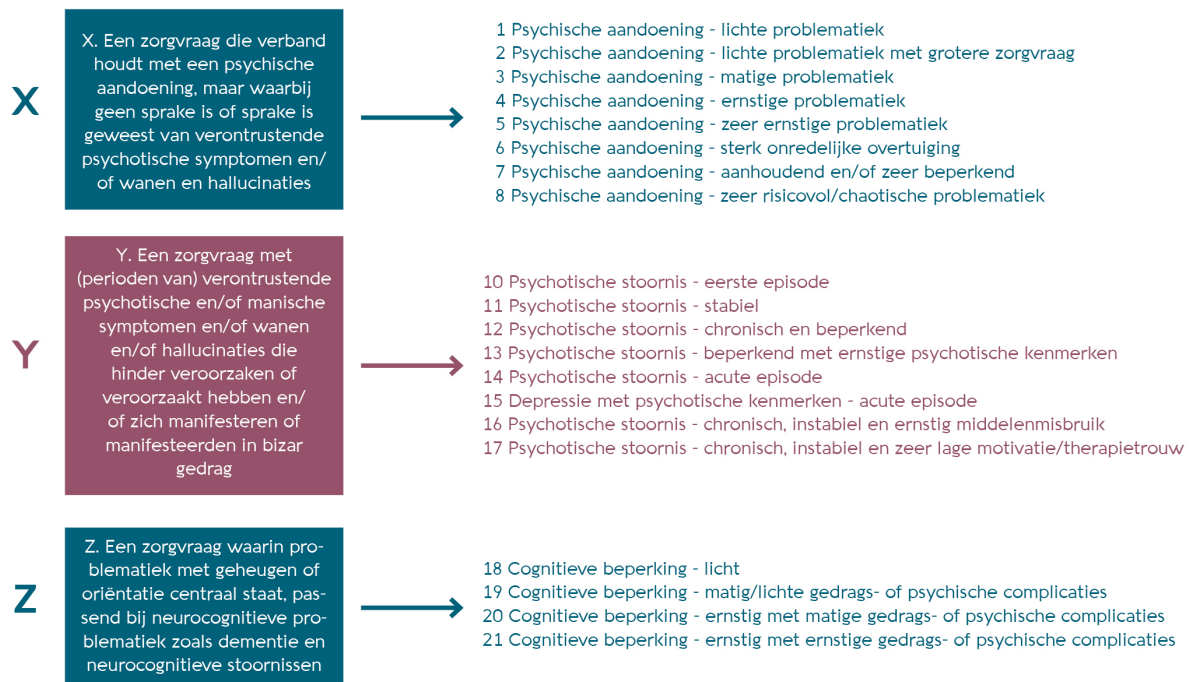 X
X. Een zorgvraag die verband
houdt met een psychische
aandoening, maar waarbij
geen sprake is of sprake is
geweest van verontrustende
psychotische symptomen en/
of wanen en hallucinaties
1 Psychische aandoening - lichte problematiek
2 Psychische aandoening - lichte problematiek met grotere zorgvraag
3 Psychische aandoening - matige problematiek
4 Psychische aandoening - ernstige problematiek
5 Psychische aandoening - zeer ernstige problematiek
6 Psychische aandoening - sterk onredelijke overtuiging
7 Psychische aandoening - aanhoudend en/of zeer beperkend
8 Psychische aandoening - zeer risicovol/chaotische problematiek
Y
Y. Een zorgvraag met
(perioden van) verontrustende
psychotische en/of manische
symptomen en/of wanen
en/of hallucinaties die
hinder veroorzaken of
veroorzaakt hebben en/
of zich manifesteren of
manifesteerden in bizar
gedrag
10 Psychotische stoornis - eerste episode
11 Psychotische stoornis - stabiel
12 Psychotische stoornis - chronisch en beperkend
13 Psychotische stoornis - beperkend met ernstige psychotische kenmerken
14 Psychotische stoornis - acute episode
15 Depressie met psychotische kenmerken - acute episode
16 Psychotische stoornis - chronisch, instabiel en ernstig middelenmisbruik
17 Psychotische stoornis - chronisch, instabiel en zeer lage motivatie/therapietrouw
Z
Z. Een zorgvraag waarin pro-
blematiek met geheugen of
oriëntatie centraal staat, pas-
send bij neurocognitieve pro-
blematiek zoals dementie en
neurocognitieve stoornissen
18 Cognitieve beperking - licht
19 Cognitieve beperking - matig/lichte gedrags- of psychische complicaties
20 Cognitieve beperking - ernstig met matige gedrags- of psychische complicaties
21 Cognitieve beperking - ernstig met ernstige gedrags- of psychische complicaties